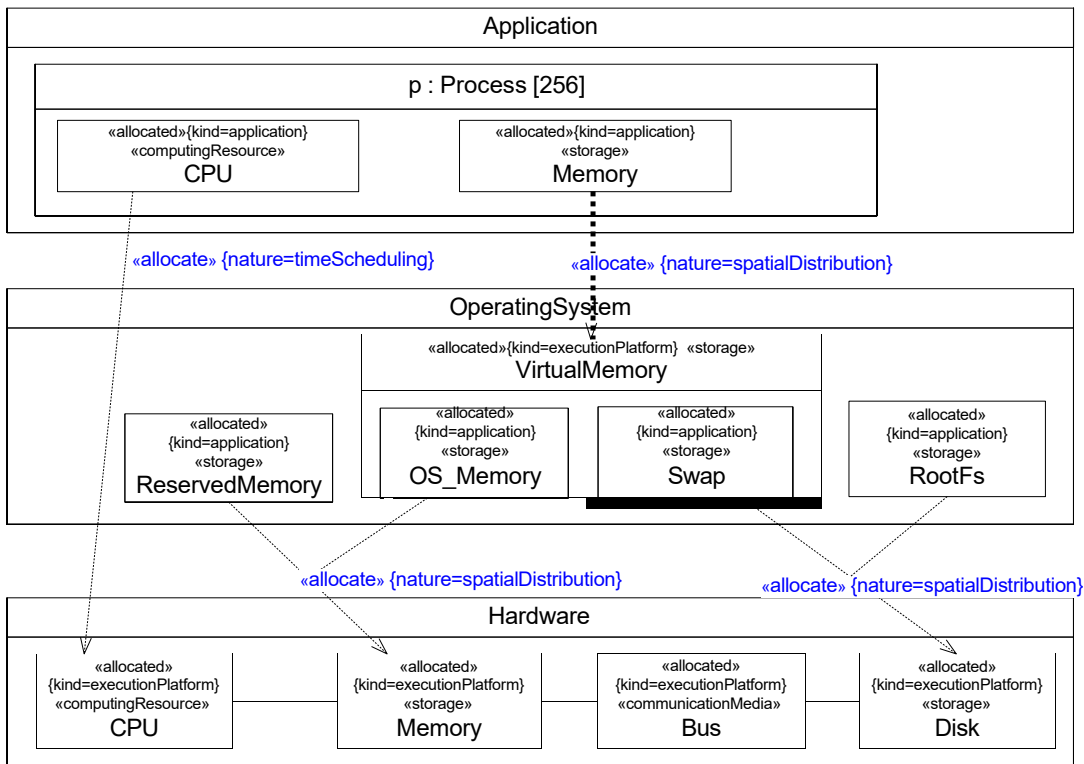 Application
p : Process [256]
«allocated»{kind=application}
«computingResource»
CPU
«allocated»{kind=application}
«storage»
Memory
«allocate» {nature=timeScheduling}
«allocate» {nature=spatialDistribution}
OperatingSystem
«allocated»{kind=executionPlatform} «storage»
VirtualMemory
«allocated»
{kind=application}
«storage»
ReservedMemory
«allocated»
{kind=application}
«storage»
OS_Memory
«allocated»
{kind=application}
«storage»
Swap
«allocated»
{kind=application}
«storage»
RootFs
«allocate» {nature=spatialDistribution}
«allocate» {nature=spatialDistribution}
Hardware
«allocated»
{kind=executionPlatform}
«computingResource»
CPU
«allocated»
{kind=executionPlatform}
«storage»
Memory
«allocated»
{kind=executionPlatform}
«communicationMedia»
Bus
«allocated»
{kind=executionPlatform}
«storage»
Disk